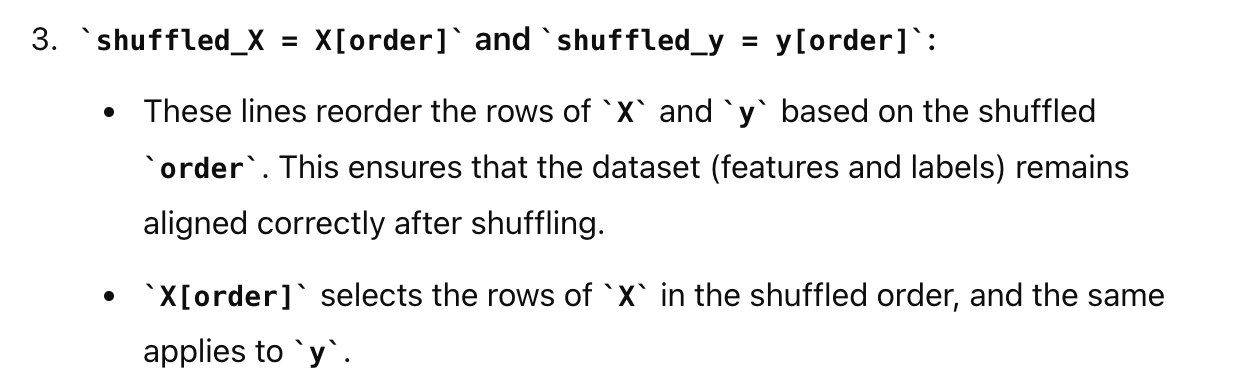 3. `shuffled_X = X[order]` and `shuffled_y = y[order]`:
• These lines reorder the rows of `X` and `y` based on the shuffled
`order`. This ensures that the dataset (features and labels) remains
aligned correctly after shuffling.
• `X[order]` selects the rows of `X` in the shuffled order, and the same
applies to `y`.